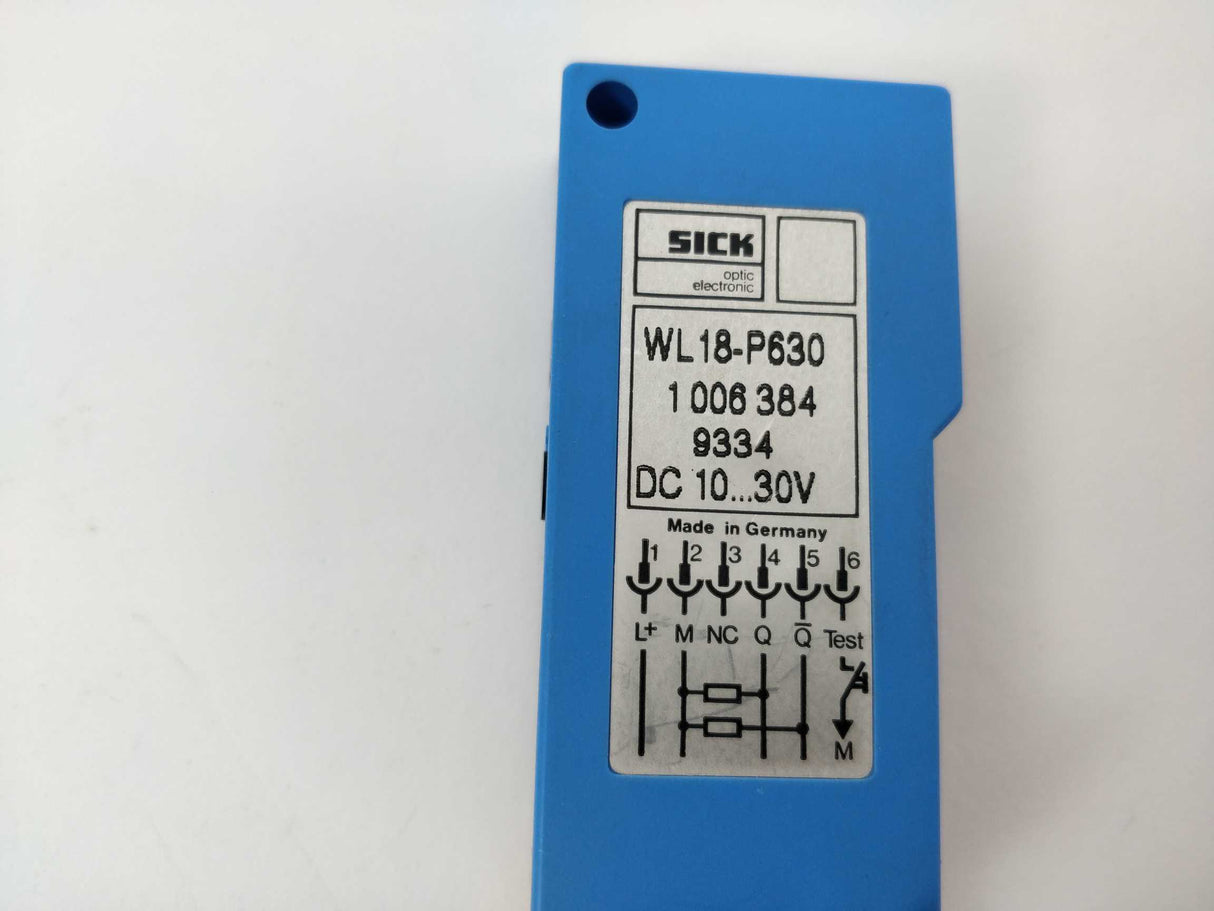 SICK
optic
electronic
WL18-P630
1 006 384
9334
DC 10...30V
Made in Germany
1 2 3 4 5 6
L+ M NC Q Q̅ Test
M